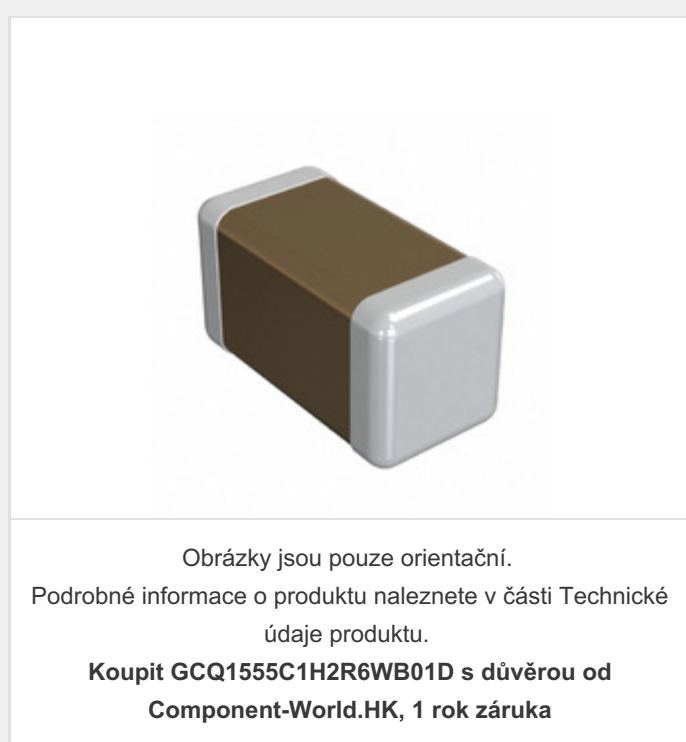 Obrázky jsou pouze orientační.
Podrobné informace o produktu naleznete v části Technické
údaje produktu.
Koupit GCQ1555C1H2R6WB01D s důvěrou od
Component-World.HK, 1 rok záruka